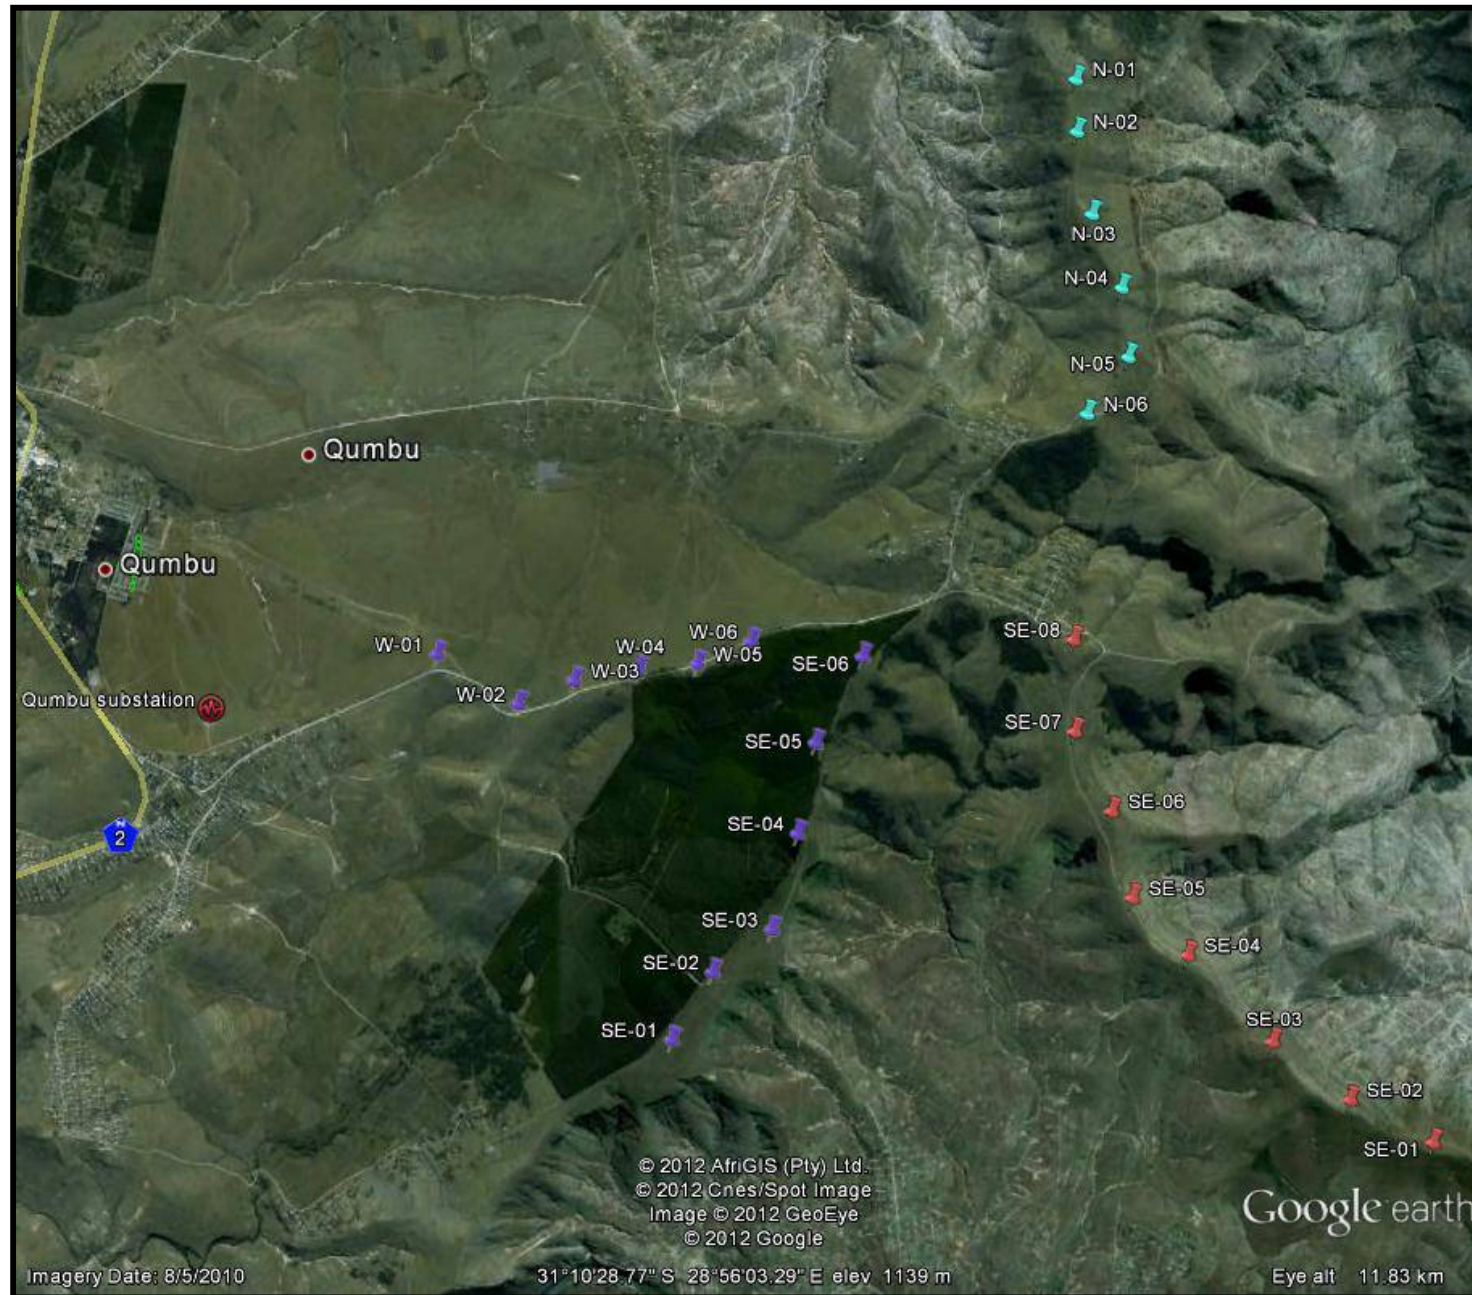 N-01
N-02
N-03
N-04
N-05
N-06
Qumbu
Qumbu
W-01
W-02
W-03
W-04
W-05
W-06
SE-06
SE-05
SE-04
SE-03
SE-02
SE-01
SE-08
SE-07
SE-06
SE-05
SE-04
SE-03
SE-02
SE-01
Qumbu substation
N
2
© 2012 AfriGIS (Pty) Ltd.
© 2012 Cnes/Spot Image
Image © 2012 GeoEye
© 2012 Google
Google earth
Imagery Date: 8/5/2010
31°10'28.77" S 28°56'03.29" E elev 1139 m
Eye alt 11.83 km